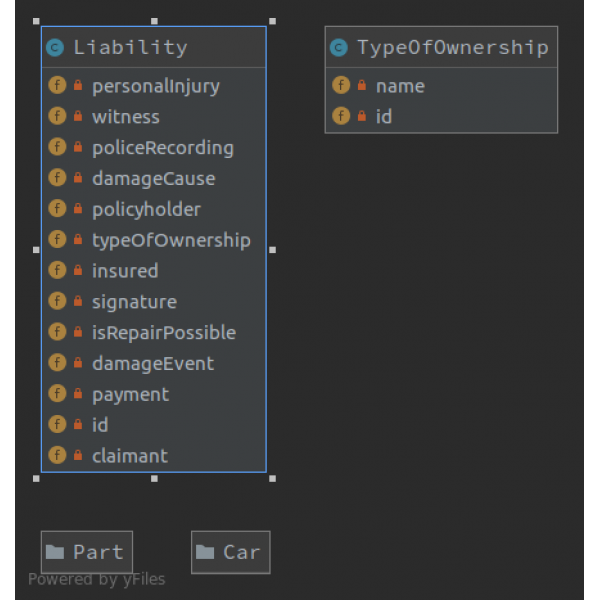 Liability
personalInjury
witness
policeRecording
damageCause
policyholder
typeOfOwnership
insured
signature
isRepairPossible
damageEvent
payment
id
claimant
TypeOfOwnership
name
id
Part
Car
Powered by yFiles